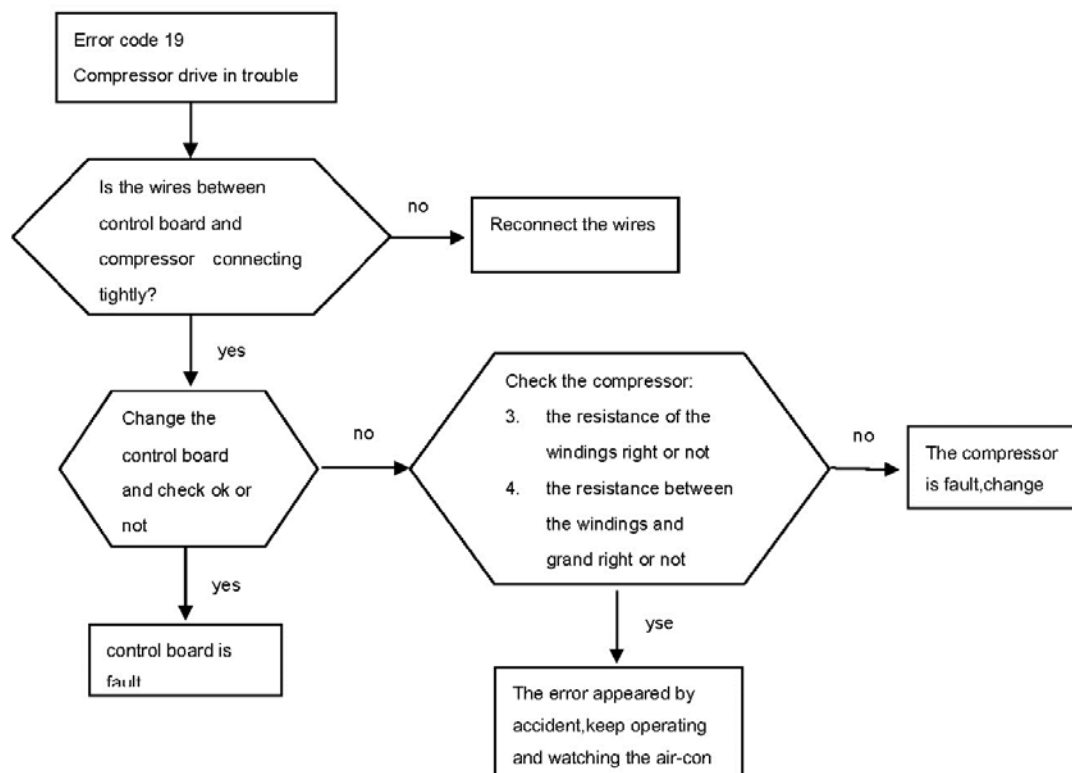 Error code 19
Compressor drive in trouble
Is the wires between
control board and
compressor connecting
tightly?
no
Reconnect the wires
yes
Change the
control board
and check ok or
not
no
Check the compressor:
3. the resistance of the
windings right or not
4. the resistance between
the windings and
grand right or not
no
The compressor
is fault,change
yes
control board is
fault
yse
The error appeared by
accident,keep operating
and watching the air-con